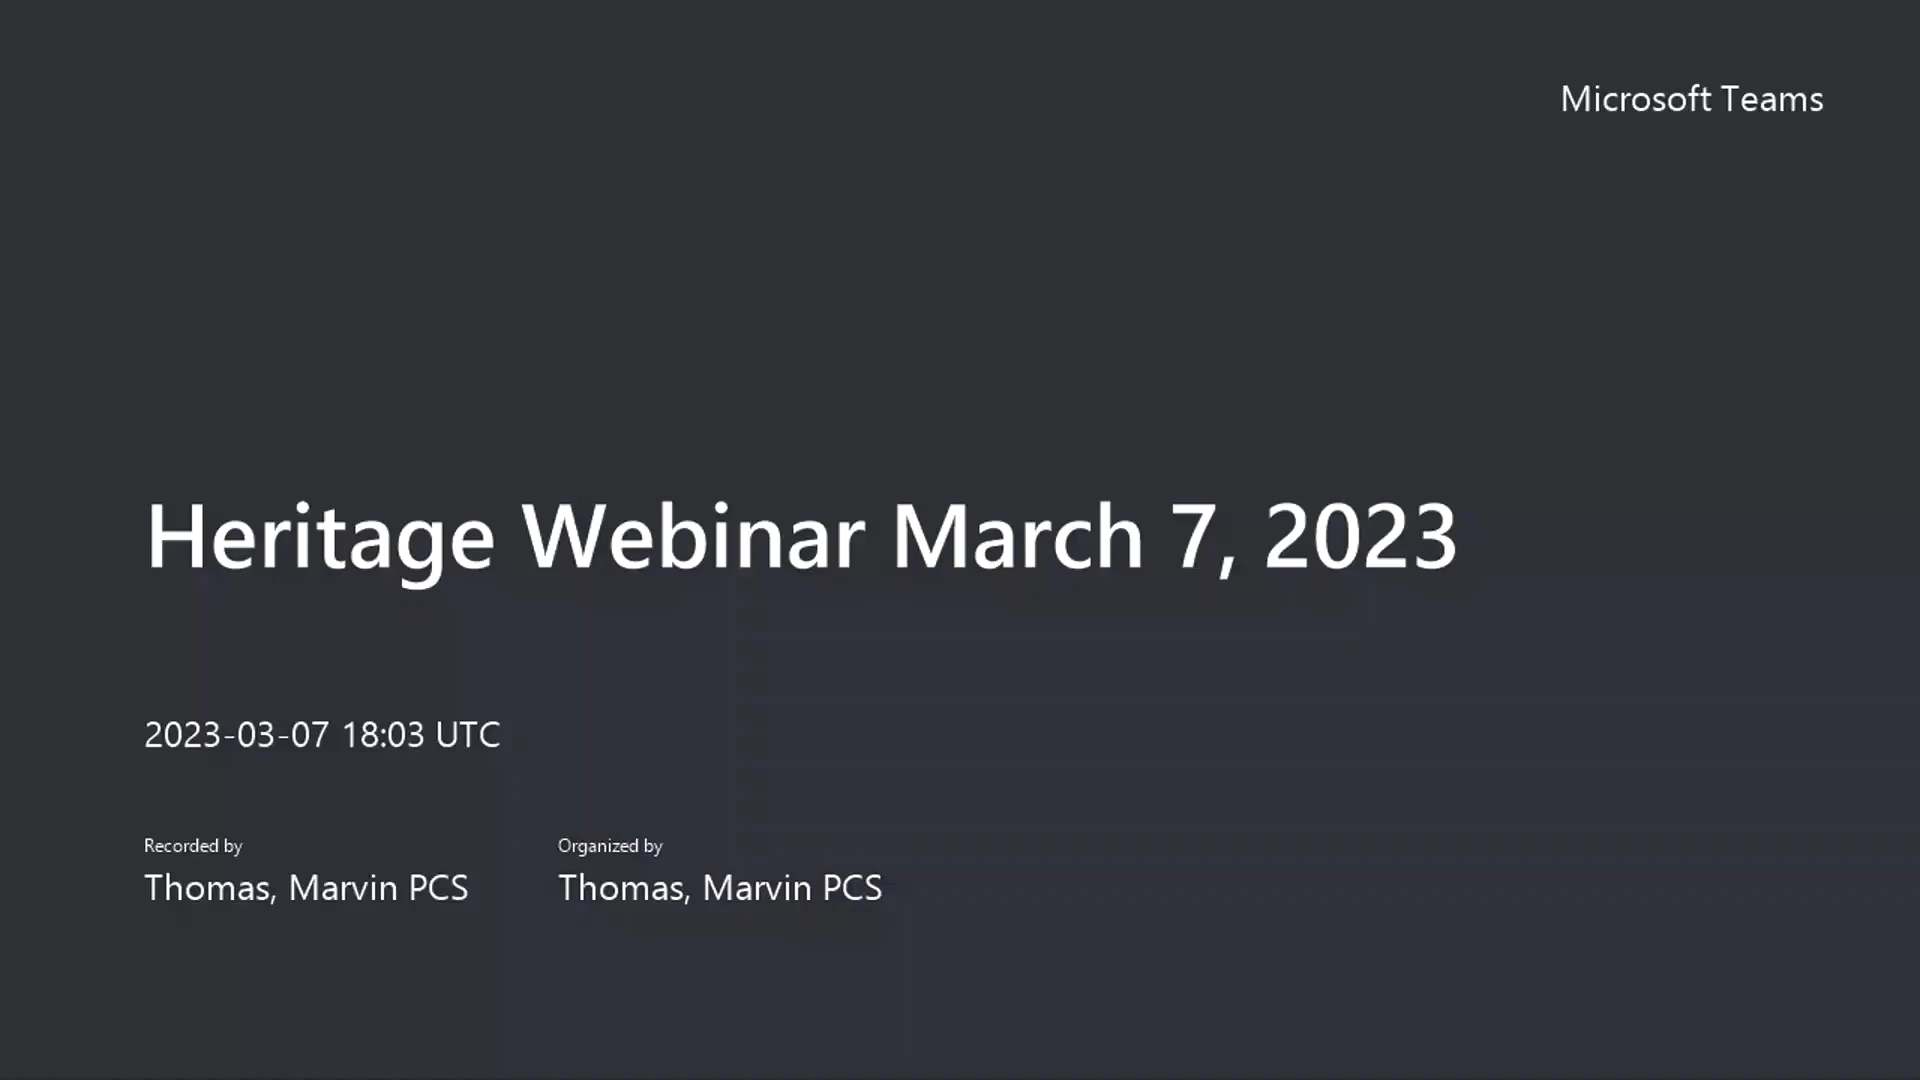 Microsoft Teams
Heritage Webinar March 7, 2023
2023-03-07 18:03 UTC
Recorded by
Thomas, Marvin PCS
Organized by
Thomas, Marvin PCS